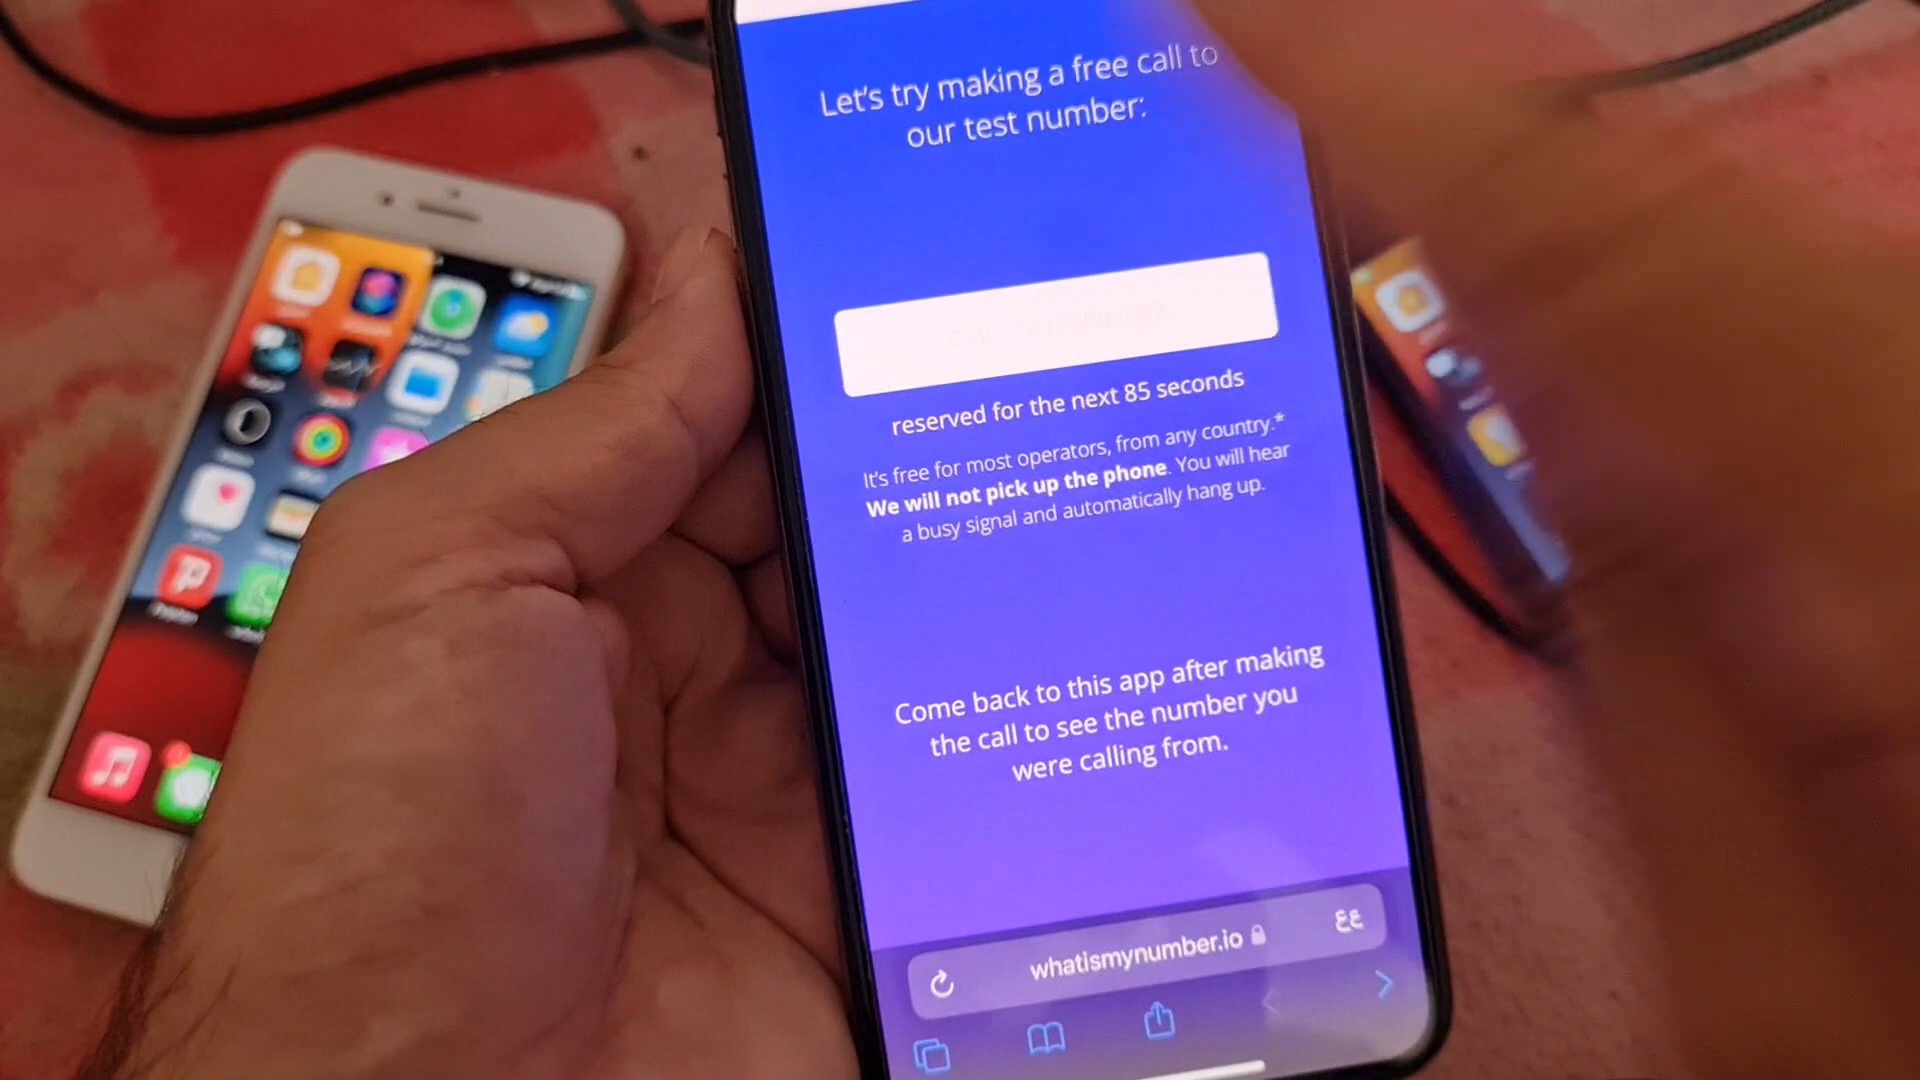 Let's try making a free call to
our test number:
reserved for the next 85 seconds
It's free for most operators, from any country.*
We will not pick up the phone. You will hear
a busy signal and automatically hang up.
Come back to this app after making
the call to see the number you
were calling from.
whatismynumber.io
عع